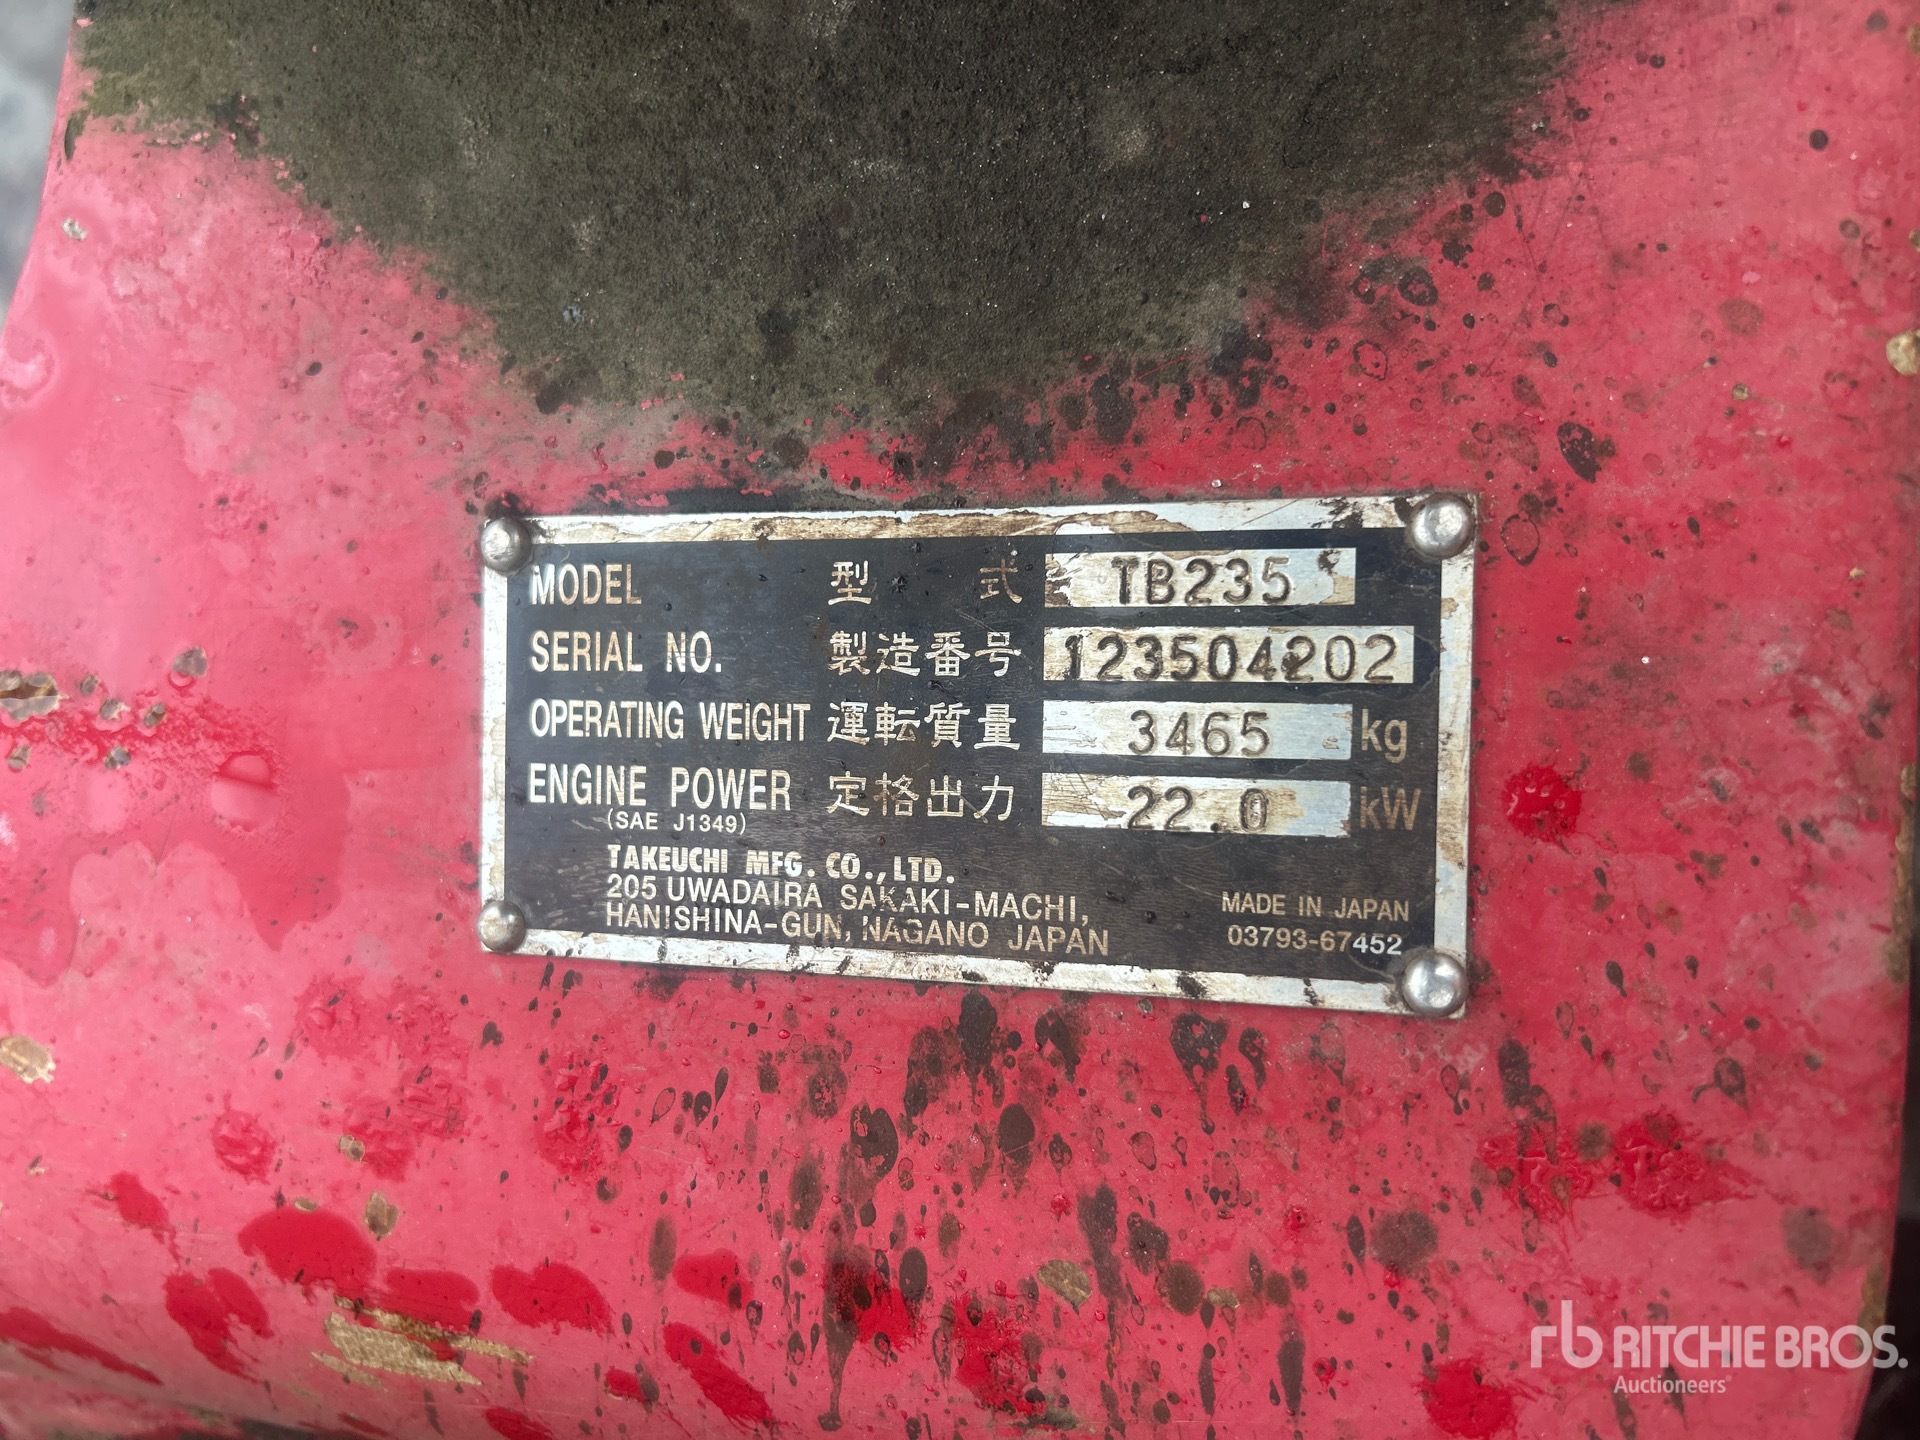 MODEL 型式 TB235
SERIAL NO. 製造番号 123504202
OPERATING WEIGHT 運転質量 3465 kg
ENGINE POWER 定格出力 22.0 kW
(SAE J1349)
TAKEUCHI MFG. CO., LTD.
205 UWADAIRA SAKAKI-MACHI,
HANISHINA-GUN, NAGANO JAPAN
MADE IN JAPAN
03793-67452
rb RITCHIE BROS.
Auctioneers